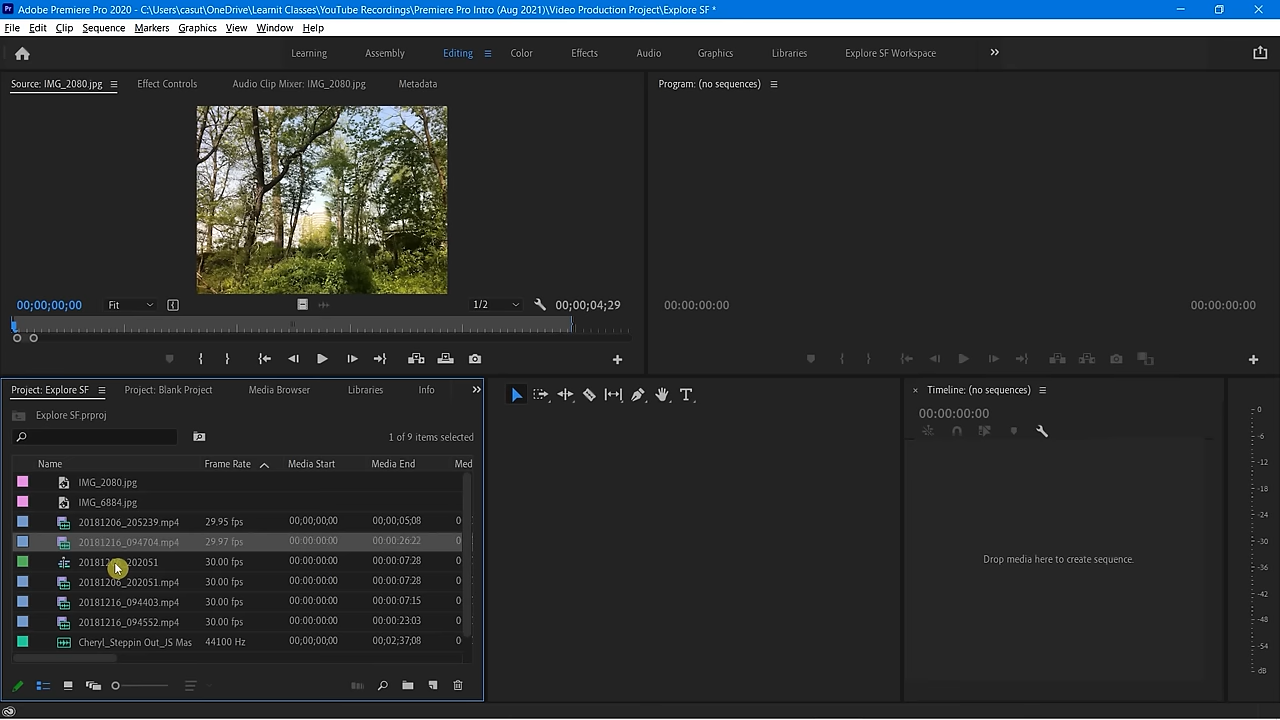 Adobe Premiere Pro 2020 - C:\Users\casut\OneDrive\Learnit Classes\YouTube Recordings\Premiere Pro Intro (Aug 2021)\Video Production Project\Explore SF *
File Edit Clip Sequence Markers Graphics View Window Help
Learning Assembly Editing Color Effects Audio Graphics Libraries Explore SF Workspace
Source: IMG_2080.jpg Effect Controls Audio Clip Mixer: IMG_2080.jpg Metadata
Program: (no sequences)
00;00;00;00 Fit 1/2 00;00;04;29
00:00:00:00 00:00:00:00
Project: Explore SF Project: Blank Project Media Browser Libraries Info
Explore SF.prproj
1 of 9 items selected
Name Frame Rate Media Start Media End Med
IMG_2080.jpg
IMG_6884.jpg
20181206_205239.mp4 29.95 fps 00;00;00;00 00;00;05;08 0
20181216_094704.mp4 29.97 fps 00:00:00:00 00:00:26:22 0
202051 30.00 fps 00:00:00:00 00:00:07:28 0
20181206_202051.mp4 30.00 fps 00:00:00:00 00:00:07:28 0
20181216_094403.mp4 30.00 fps 00:00:00:00 00:00:07:15 0
20181216_094552.mp4 30.00 fps 00:00:00:00 00:00:23:03 0
Cheryl_Steppin Out_JS Mas 44100 Hz 00;00;00;00 00;02;37;08 0
T
× Timeline: (no sequences)
00:00:00:00
Drop media here to create sequence.
0
-6
-12
-18
-24
-30
-36
-42
-48
-54
dB